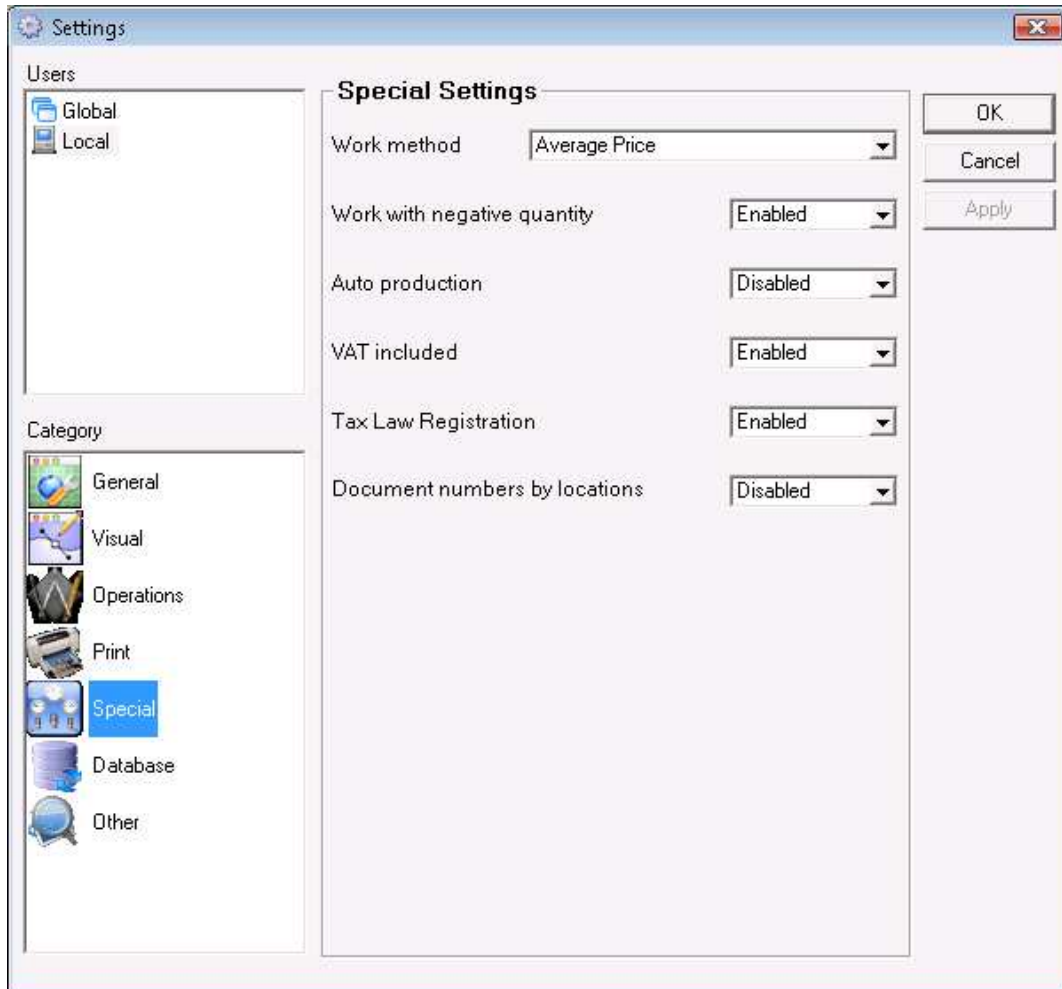 Settings
Users
Global
Local
Category
General
Visual
Operations
Print
Special
Database
Other
Special Settings
Work method Average Price
Work with negative quantity Enabled
Auto production Disabled
VAT included Enabled
Tax Law Registration Enabled
Document numbers by locations Disabled
OK
Cancel
Apply